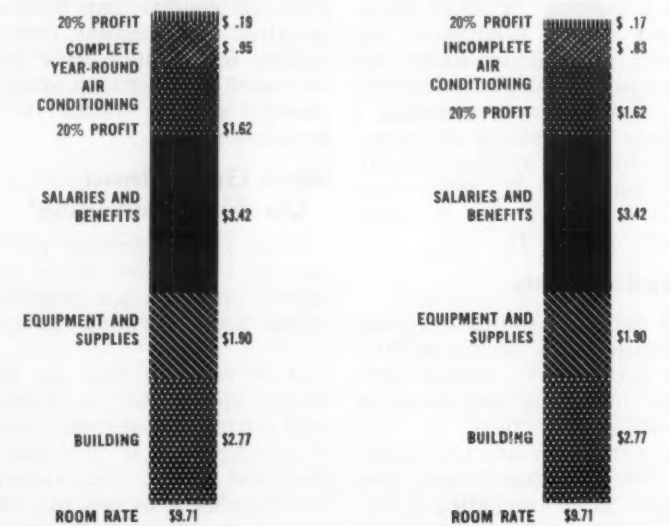 20% PROFIT $ .19
COMPLETE $ .95
YEAR-ROUND
AIR
CONDITIONING
20% PROFIT $1.62
SALARIES AND
BENEFITS $3.42
EQUIPMENT AND
SUPPLIES $1.90
BUILDING $2.77
ROOM RATE $9.71
20% PROFIT $ .17
INCOMPLETE $ .83
AIR
CONDITIONING
20% PROFIT $1.62
SALARIES AND
BENEFITS $3.42
EQUIPMENT AND
SUPPLIES $1.90
BUILDING $2.77
ROOM RATE $9.71